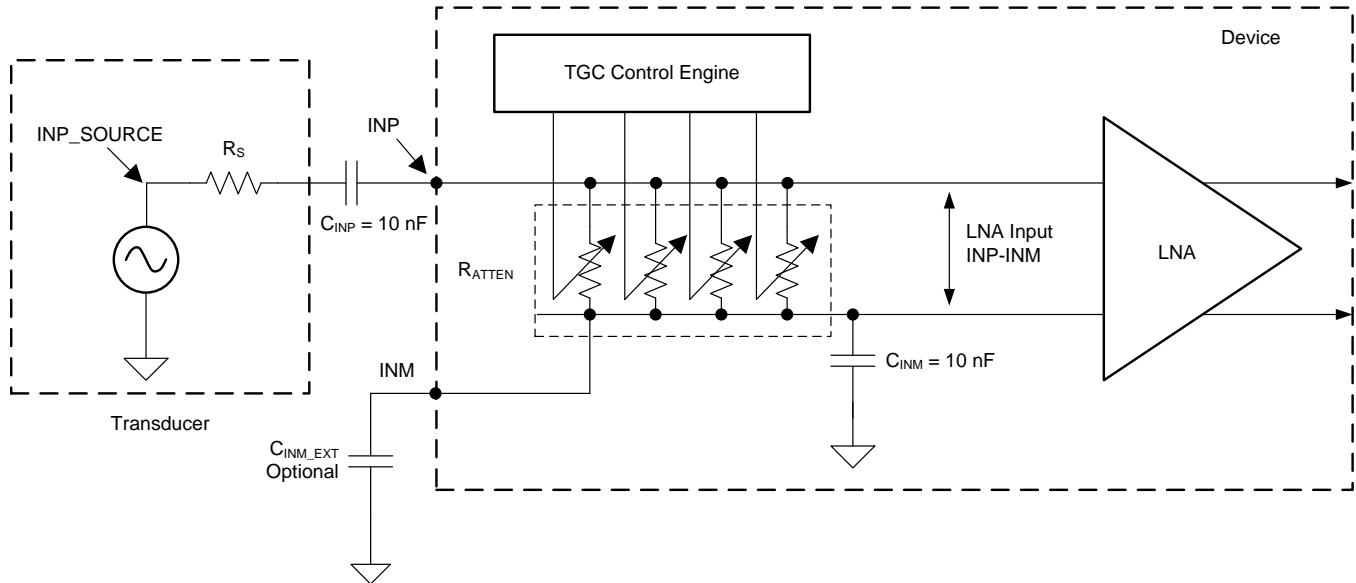 Device
TGC Control Engine
INP_SOURCE
INP
RS
CINP = 10 nF
LNA Input
INP-INM
LNA
RATTEN
INM
CINM = 10 nF
Transducer
CINM_EXT
Optional